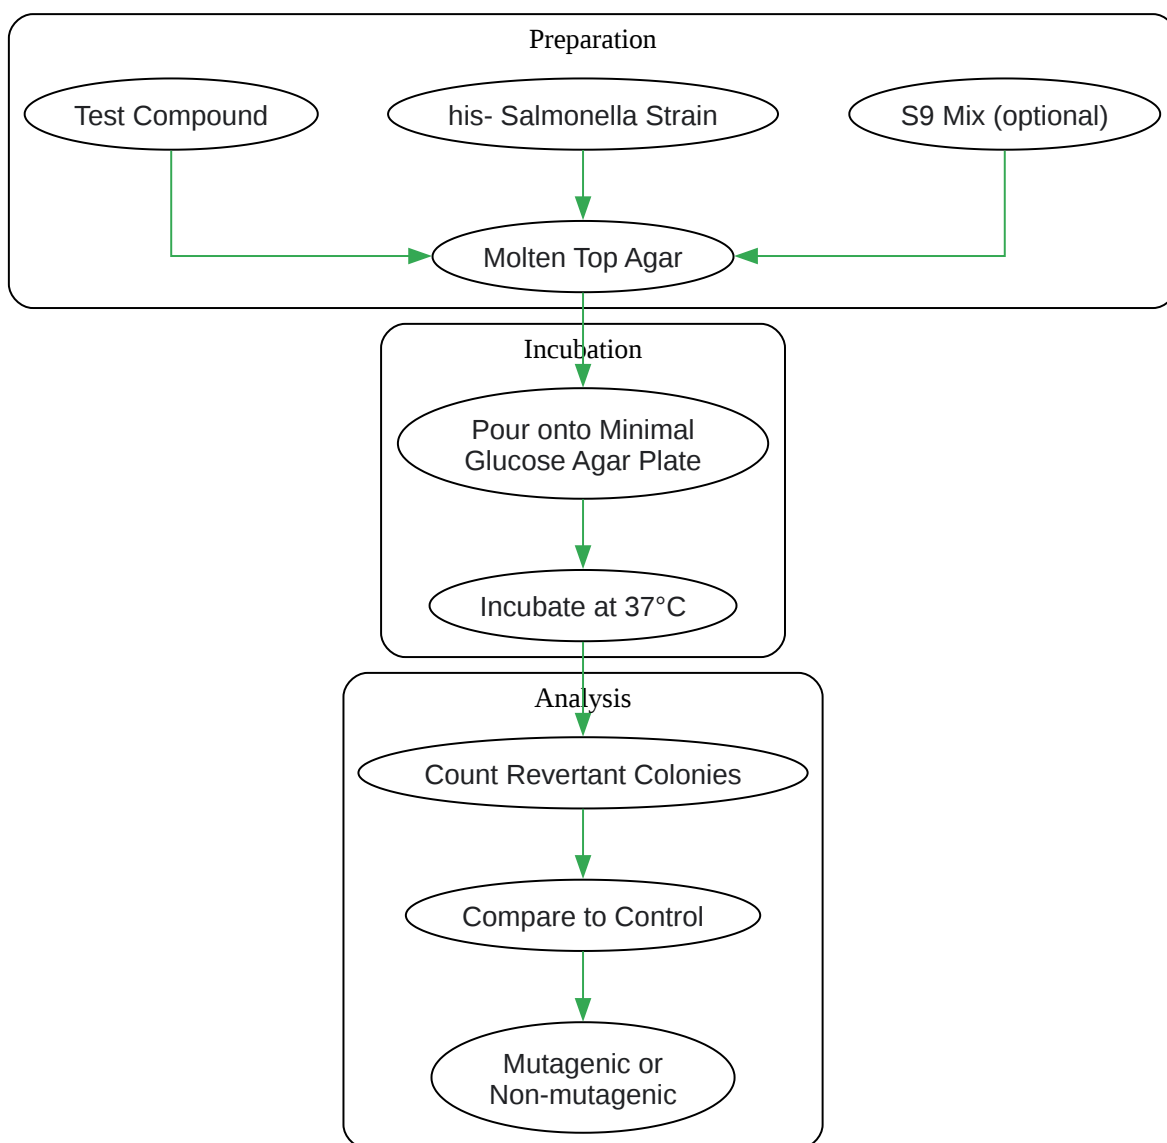 Preparation
Test Compound
his- Salmonella Strain
S9 Mix (optional)
Molten Top Agar
Incubation
Pour onto Minimal
Glucose Agar Plate
Incubate at 37°C
Analysis
Count Revertant Colonies
Compare to Control
Mutagenic or
Non-mutagenic